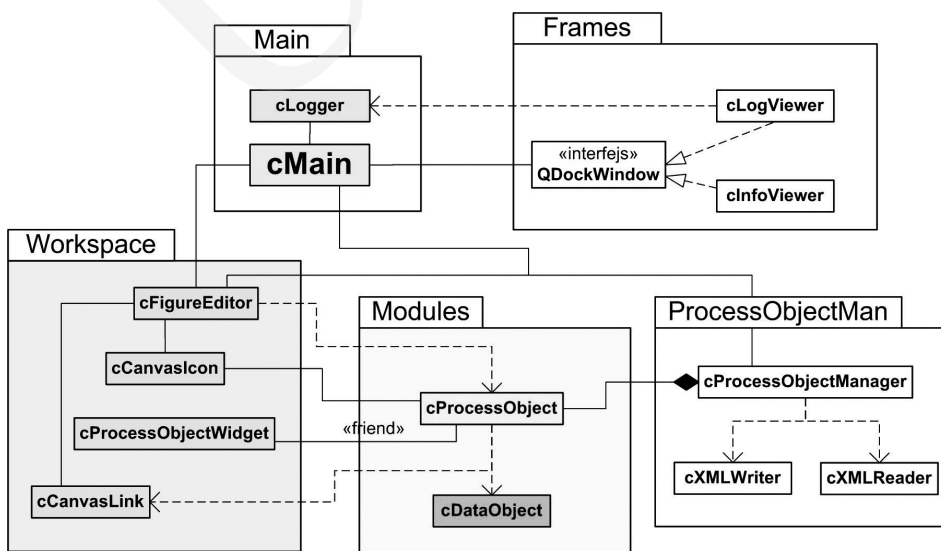 Main
Frames
cLogger
cLogViewer
«interfejs»
cMain
QDockWindow
cInfoViewer
Workspace
cFigureEditor
Modules
ProcessObjectMan
cCanvasIcon
cProcessObjectManager
cProcessObject
cProcessObjectWidget
«friend»
cXMLWriter
cXMLReader
cCanvasLink
cDataObject